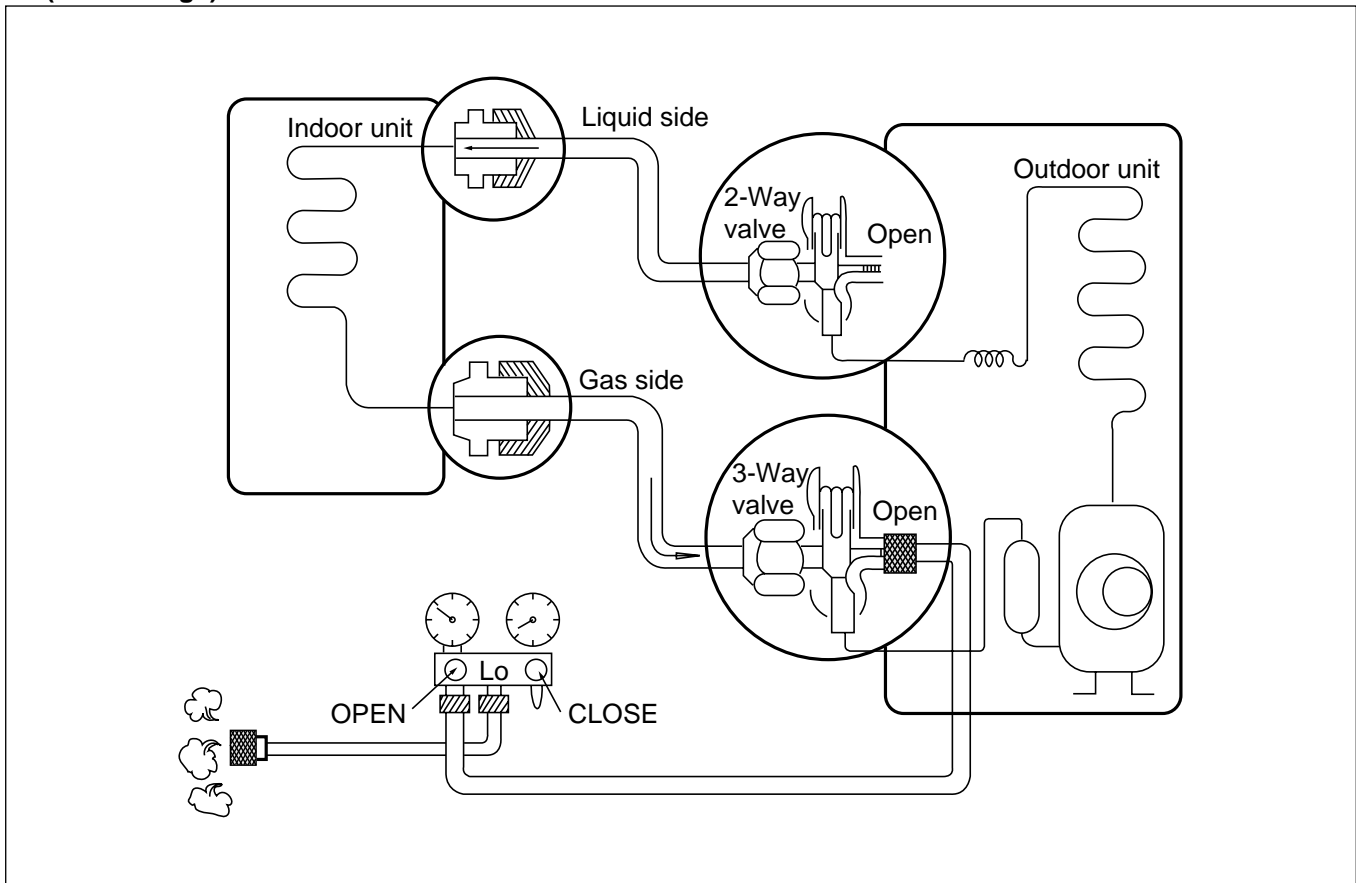 Indoor unit
Liquid side
Outdoor unit
2-Way
valve
Open
Gas side
3-Way
valve
Open
Lo
OPEN
CLOSE